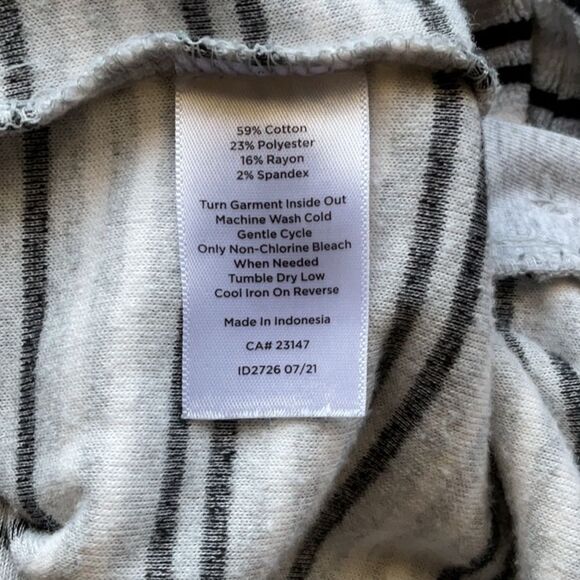 59% Cotton
23% Polyester
16% Rayon
2% Spandex
Turn Garment Inside Out
Machine Wash Cold
Gentle Cycle
Only Non-Chlorine Bleach
When Needed
Tumble Dry Low
Cool Iron On Reverse
Made In Indonesia
CA# 23147
ID2726 07/21